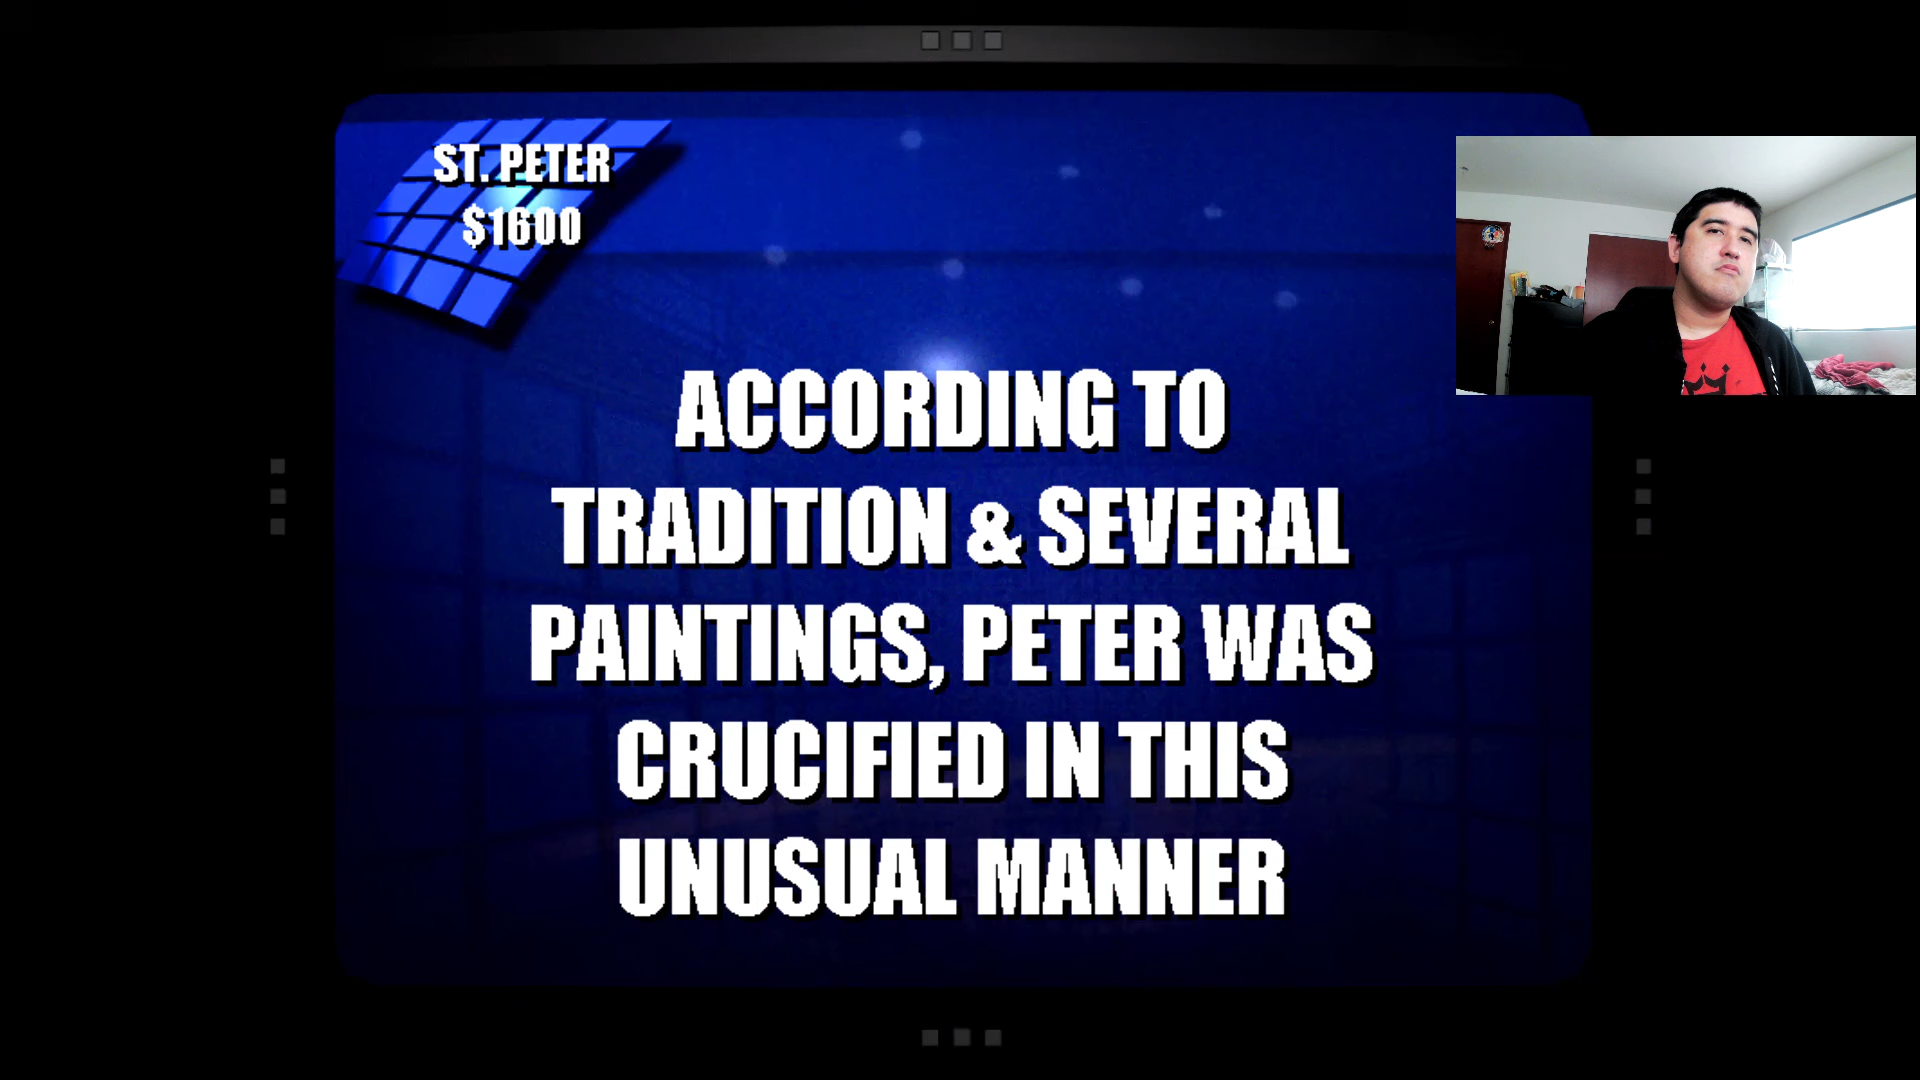 ST. PETER
$1600
ACCORDING TO
TRADITION & SEVERAL
PAINTINGS, PETER WAS
CRUCIFIED IN THIS
UNUSUAL MANNER